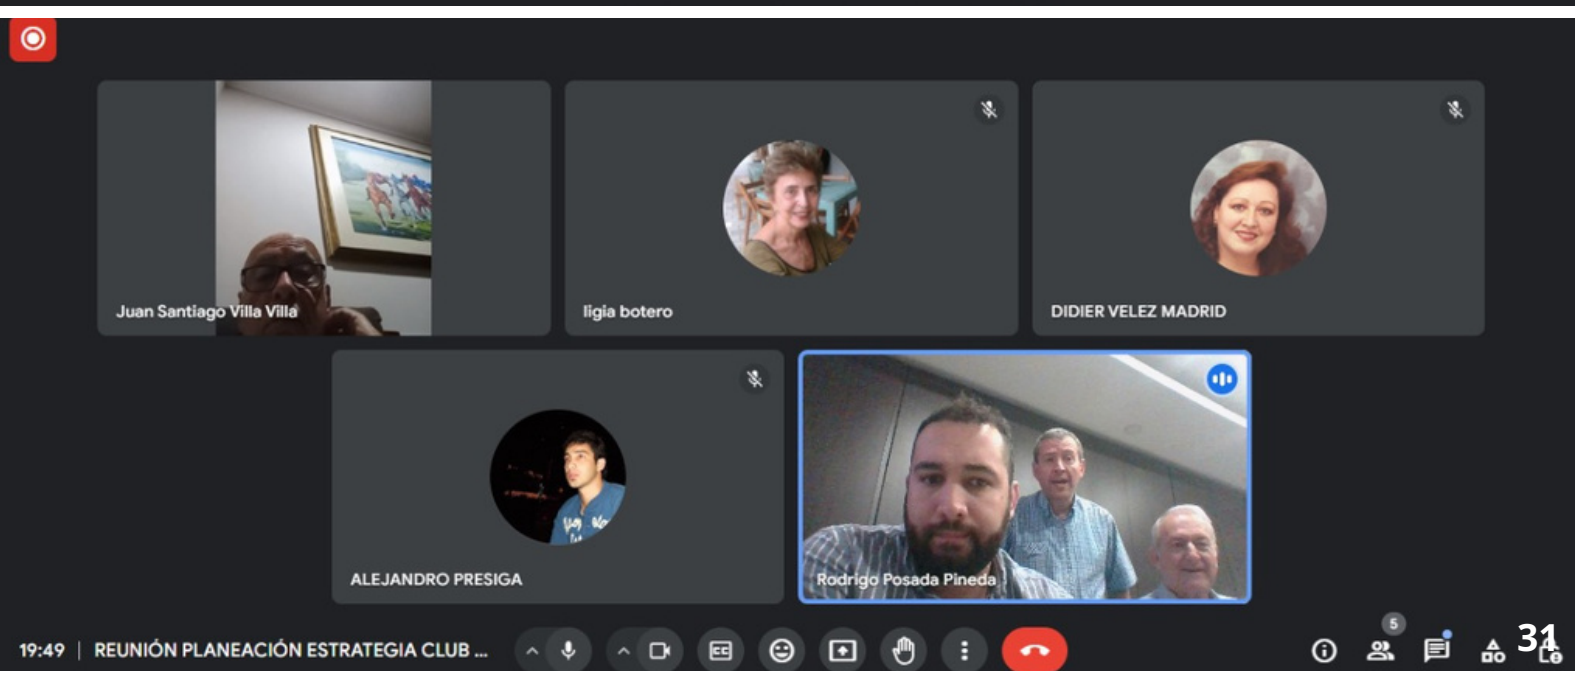 Juan Santiago Villa Villa
ligia botero
DIDIER VELEZ MADRID
ALEJANDRO PRESIGA
Rodrigo Posada Pineda
5
19:49 | REUNIÓN PLANEACIÓN ESTRATEGIA CLUB ...
CC
31